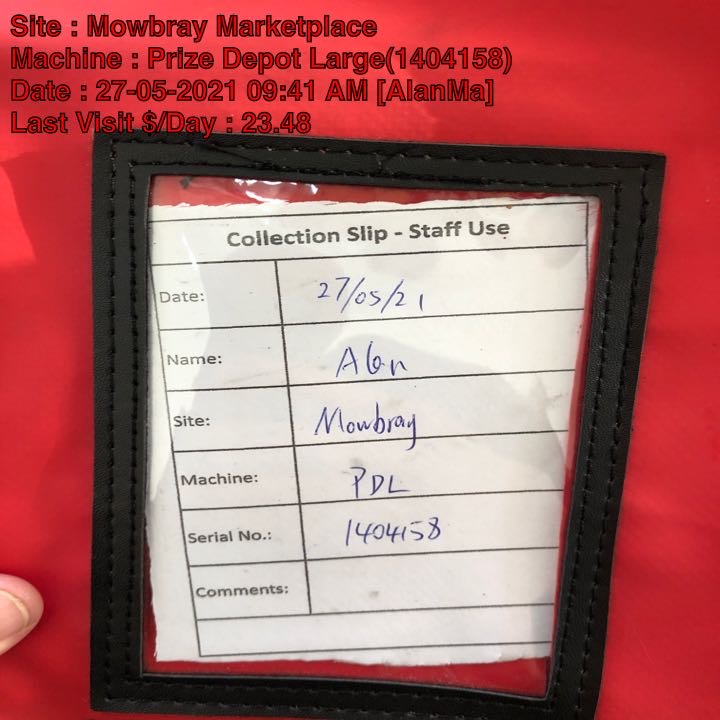 Site : Mowbray Marketplace
Machine : Prize Depot Large(1404158)
Date : 27-05-2021 09:41 AM [AlanMa]
Last Visit $/Day : 23.48
Collection Slip - Staff Use
Date: 27/05/21
Name: Alan
Site: Mowbray
Machine: PDL
Serial No.: 1404158
Comments: